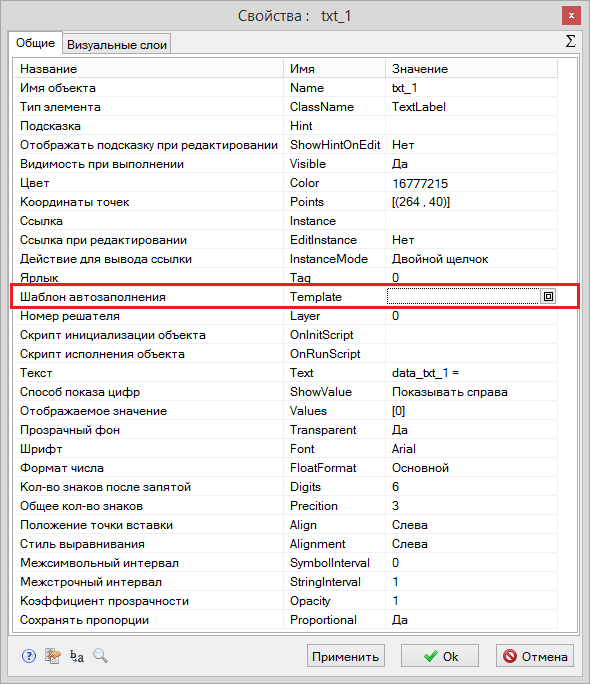 Свойства : txt_1
x
Общие Визуальные слои Σ
Название Имя Значение
Имя объекта Name txt_1
Тип элемента ClassName TextLabel
Подсказка Hint
Отображать подсказку при редактировании ShowHintOnEdit Нет
Видимость при выполнении Visible Да
Цвет Color 16777215
Координаты точек Points [(264 , 40)]
Ссылка Instance
Ссылка при редактировании EditInstance Нет
Действие для вывода ссылки InstanceMode Двойной щелчок
Ярлык Tag 0
Шаблон автозаполнения Template
Номер решателя Layer 0
Скрипт инициализации объекта OnInitScript
Скрипт исполнения объекта OnRunScript
Текст Text data_txt_1 =
Способ показа цифр ShowValue Показывать справа
Отображаемое значение Values [0]
Прозрачный фон Transparent Да
Шрифт Font Arial
Формат числа FloatFormat Основной
Кол-во знаков после запятой Digits 6
Общее кол-во знаков Precition 3
Положение точки вставки Align Слева
Стиль выравнивания Alignment Слева
Межсимвольный интервал SymbolInterval 0
Межстрочный интервал StringInterval 1
Коэффициент прозрачности Opacity 1
Сохранять пропорции Proportional Да
? b a Применить Ok Отмена